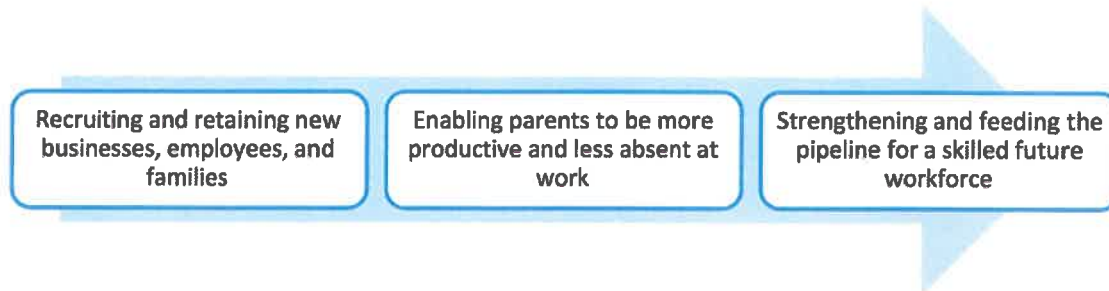 Recruiting and retaining new
businesses, employees, and
families
Enabling parents to be more
productive and less absent at
work
Strengthening and feeding the
pipeline for a skilled future
workforce